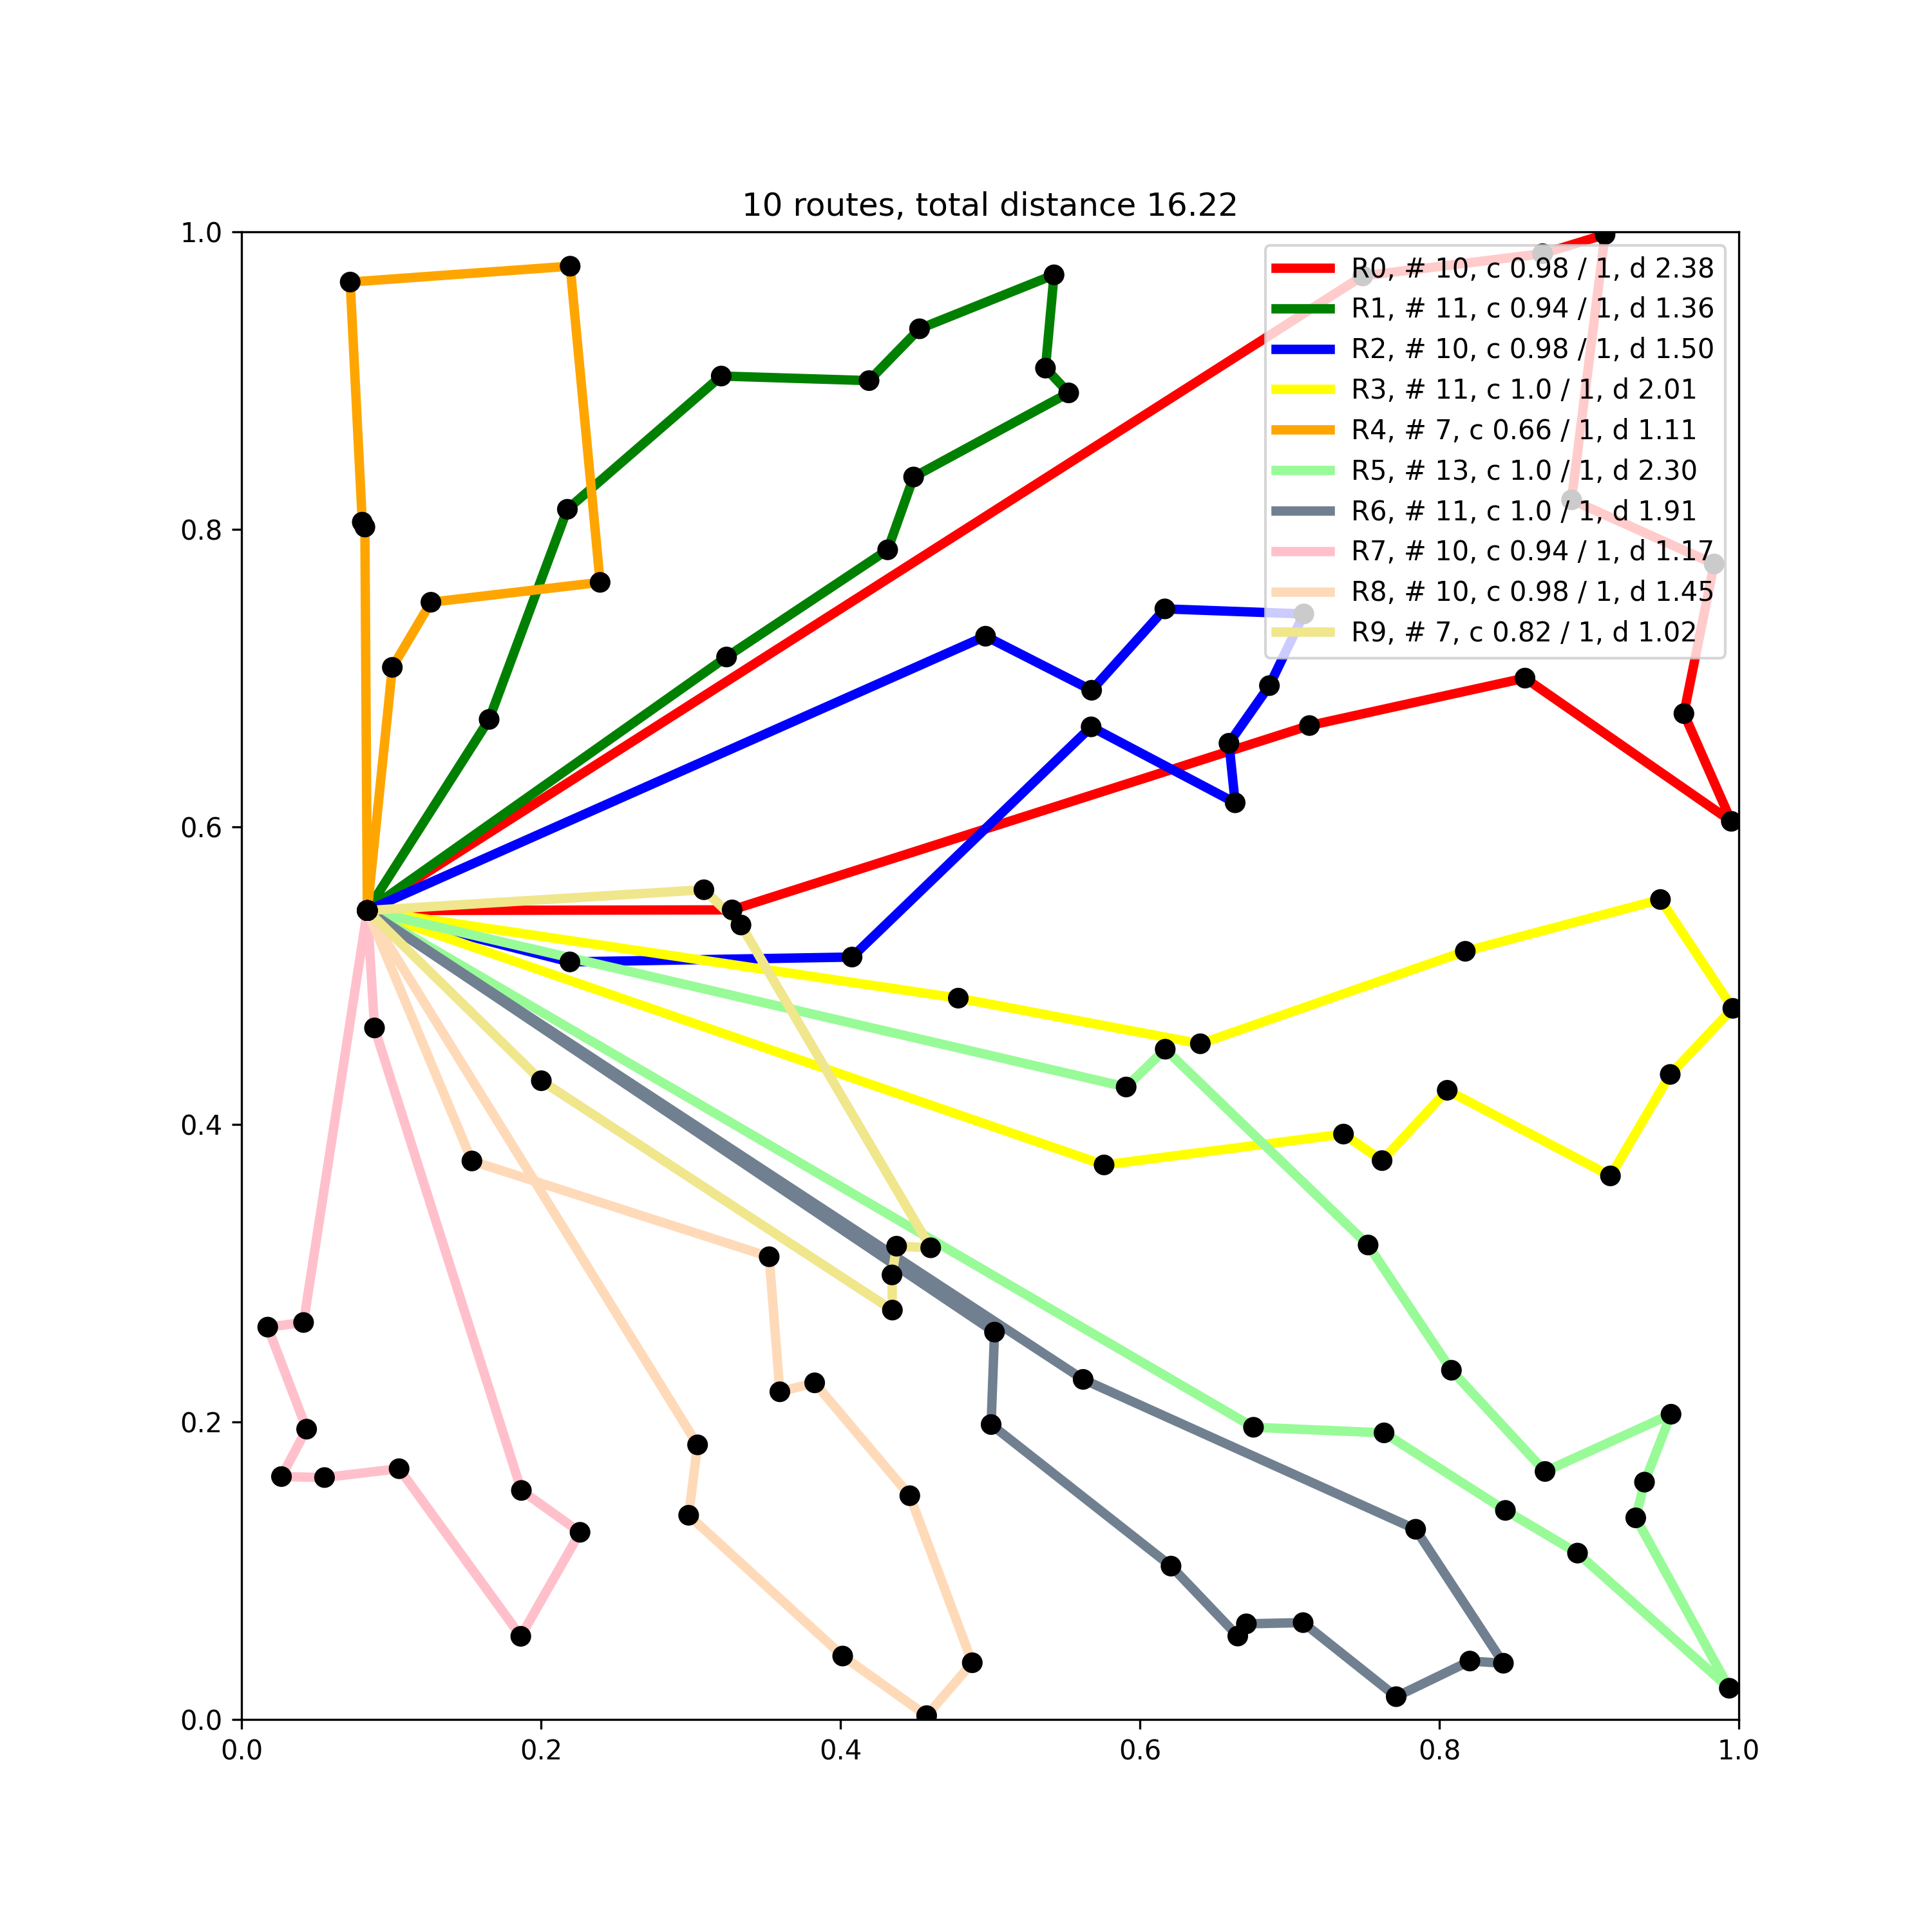 10 routes, total distance 16.22
1.0
0.8
0.6
0.4
0.2
0.0
0.0 0.2 0.4 0.6 0.8 1.0
R0, # 10, c 0.98 / 1, d 2.38
R1, # 11, c 0.94 / 1, d 1.36
R2, # 10, c 0.98 / 1, d 1.50
R3, # 11, c 1.0 / 1, d 2.01
R4, # 7, c 0.66 / 1, d 1.11
R5, # 13, c 1.0 / 1, d 2.30
R6, # 11, c 1.0 / 1, d 1.91
R7, # 10, c 0.94 / 1, d 1.17
R8, # 10, c 0.98 / 1, d 1.45
R9, # 7, c 0.82 / 1, d 1.02